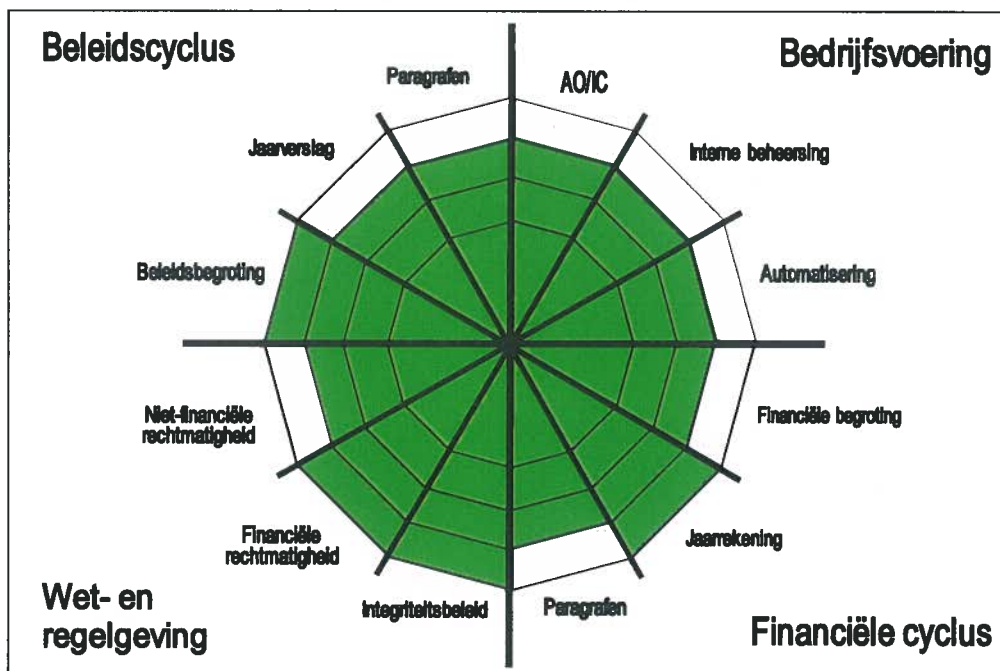 Beleidscyclus
Bedrijfsvoering
Paragrafen
AO/IC
Jaarverslag
Interne beheersing
Beleidsbegroting
Automatisering
Niet-financiële
rechtmatigheid
Financiële begroting
Financiële
rechtmatigheid
Jaarrekening
Integriteitsbeleid
Paragrafen
Wet- en
regelgeving
Financiële cyclus